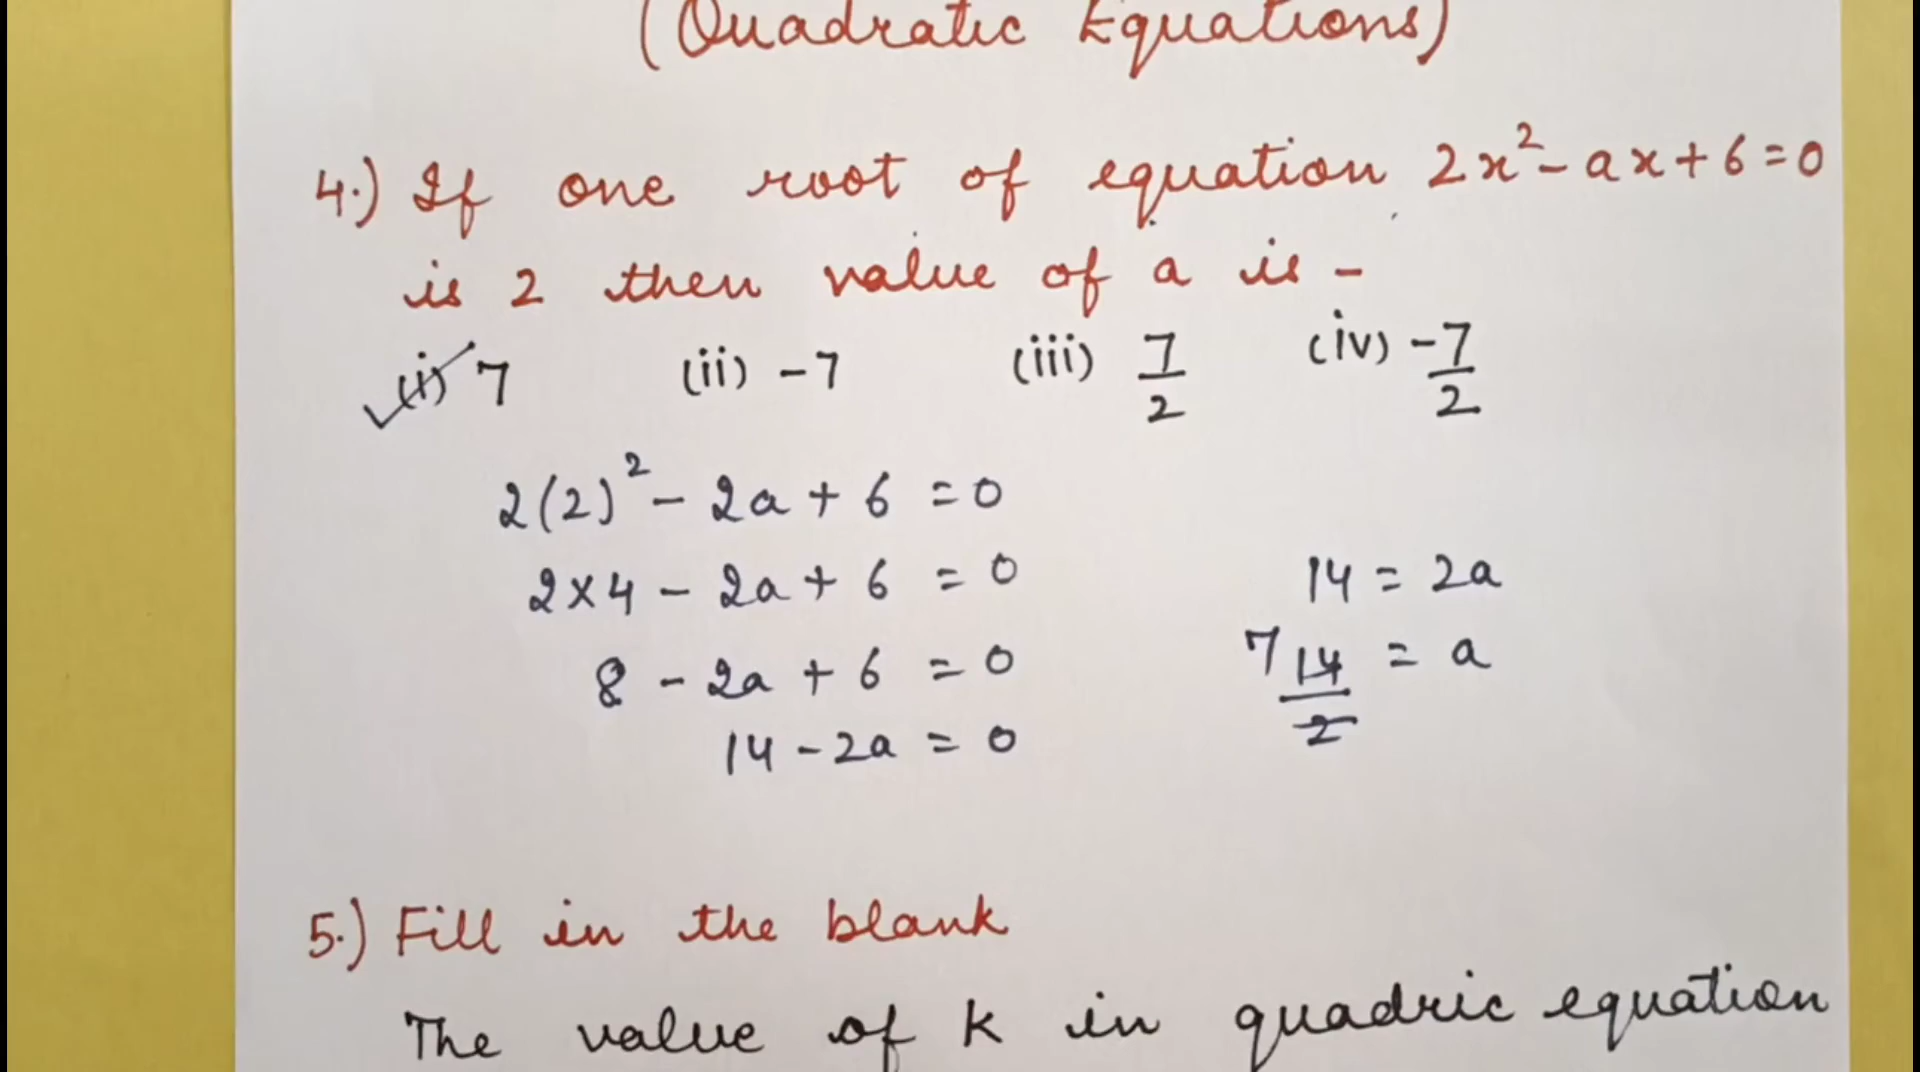 (Quadratic Equations)
4.) If one root of equation 2x²- ax+6=0
is 2 then value of a is -
(i) 7 (ii) -7 (iii) 7/2 (iv) -7/2
2(2)² - 2a + 6 = 0
2×4 - 2a + 6 = 0
8 - 2a + 6 = 0
14 - 2a = 0
14 = 2a
7 14/2 = a
5.) Fill in the blank
The value of k in quadric equation